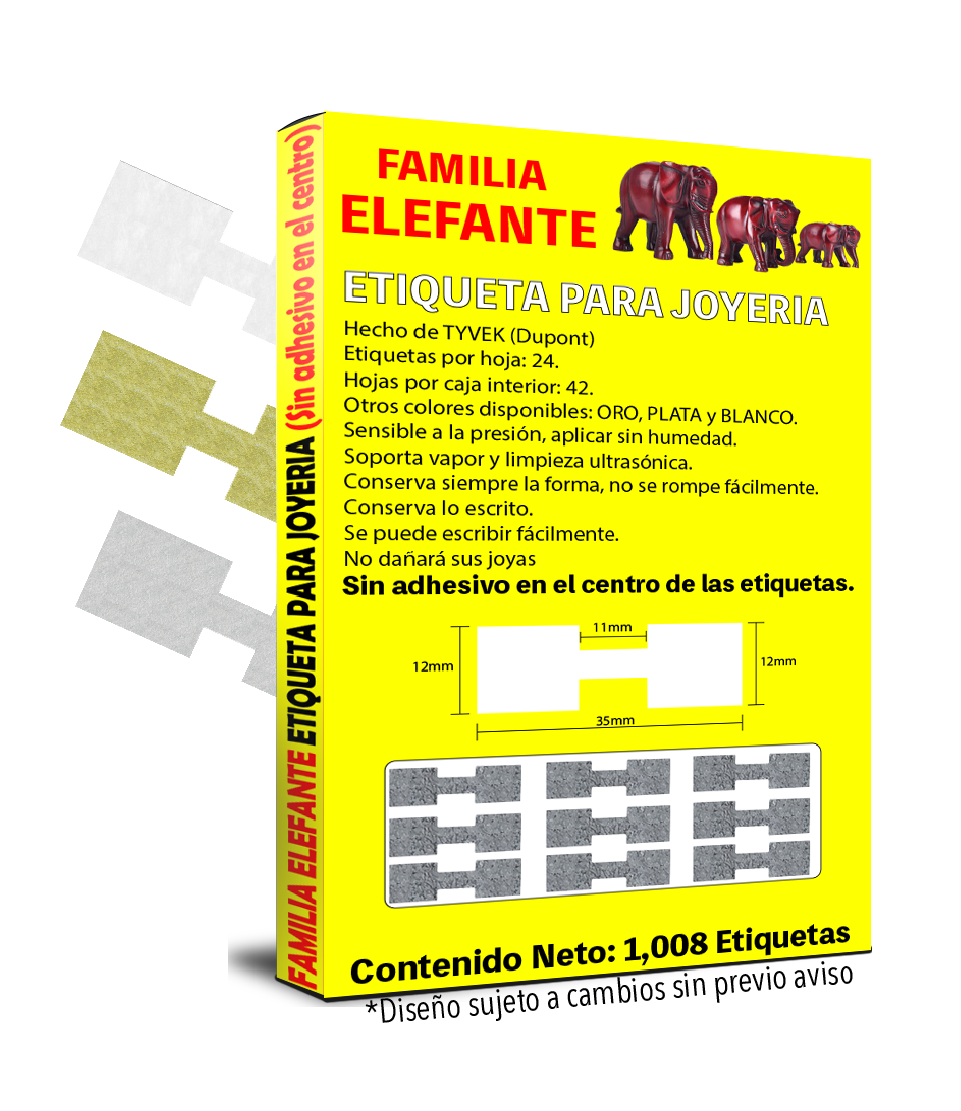 FAMILIA
ELEFANTE
ETIQUETA PARA JOYERIA
Hecho de TYVEK (Dupont)
Etiquetas por hoja: 24.
Hojas por caja interior: 42.
Otros colores disponibles: ORO, PLATA y BLANCO.
Sensible a la presión, aplicar sin humedad.
Soporta vapor y limpieza ultrasónica.
Conserva siempre la forma, no se rompe fácilmente.
Conserva lo escrito.
Se puede escribir fácilmente.
No dañará sus joyas
Sin adhesivo en el centro de las etiquetas.
11mm
12mm
12mm
35mm
Contenido Neto: 1,008 Etiquetas
*Diseño sujeto a cambios sin previo aviso
FAMILIA ELEFANTE ETIQUETA PARA JOYERIA (Sin adhesivo en el centro)